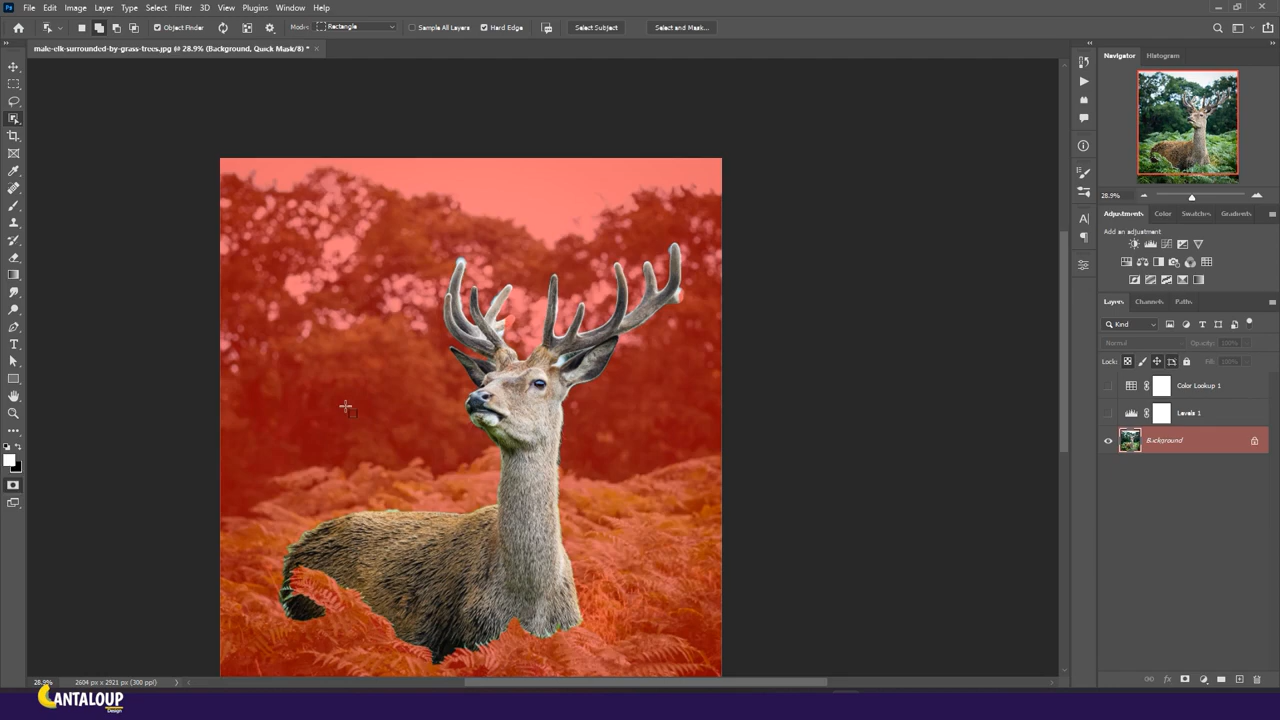 Ps File Edit Image Layer Type Select Filter 3D View Plugins Window Help
Object Finder Mode: Rectangle Sample All Layers Hard Edge Select Subject Select and Mask...
male-elk-surrounded-by-grass-trees.jpg @ 28.9% (Background, Quick Mask/8) * ×
Navigator Histogram
28.9%
Adjustments Color Swatches Gradients
Add an adjustment
Layers Channels Paths
Kind
Normal Opacity: 100%
Lock: Fill: 100%
Color Lookup 1
Levels 1
Background
28.9% 2604 px x 2921 px (300 ppi)
CANTALOUP
Design